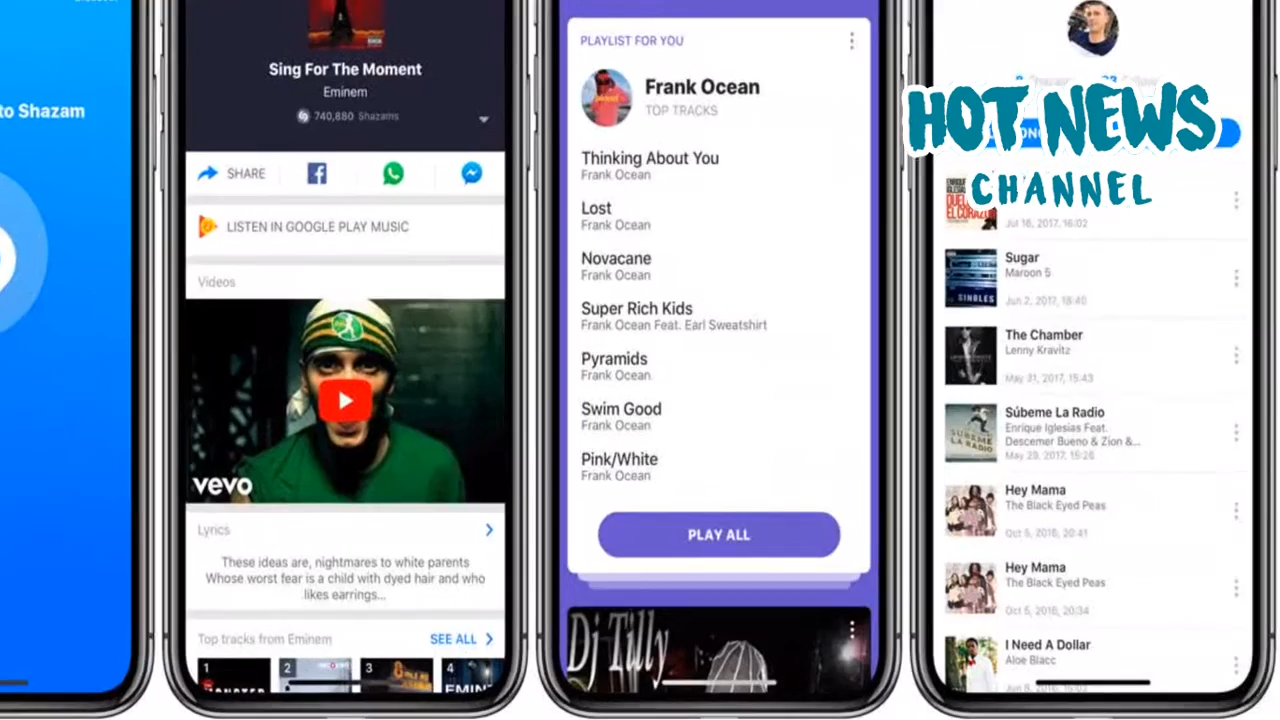 to Shazam
Sing For The Moment
Eminem
740,880 Shazams
SHARE
LISTEN IN GOOGLE PLAY MUSIC
Videos
vevo
Lyrics
These ideas are, nightmares to white parents
Whose worst fear is a child with dyed hair and who
likes earrings...
Top tracks from Eminem
SEE ALL
1
2
3
4
PLAYLIST FOR YOU
Frank Ocean
TOP TRACKS
Thinking About You
Frank Ocean
Lost
Frank Ocean
Novacane
Frank Ocean
Super Rich Kids
Frank Ocean Feat. Earl Sweatshirt
Pyramids
Frank Ocean
Swim Good
Frank Ocean
Pink/White
Frank Ocean
PLAY ALL
Dj Tilly
HOT NEWS
CHANNEL
Jul 16, 2017, 16:02
Sugar
Maroon 5
SINGLES
Jun 2, 2017, 18:40
The Chamber
Lenny Kravitz
May 31, 2017, 15:43
Súbeme La Radio
Enrique Iglesias Feat.
Descemer Bueno & Zion &...
May 29, 2017, 15:26
SÚBEME
LA RADIO
Hey Mama
The Black Eyed Peas
Oct 5, 2016, 20:41
Hey Mama
The Black Eyed Peas
Oct 5, 2016, 20:34
I Need A Dollar
Aloe Blacc